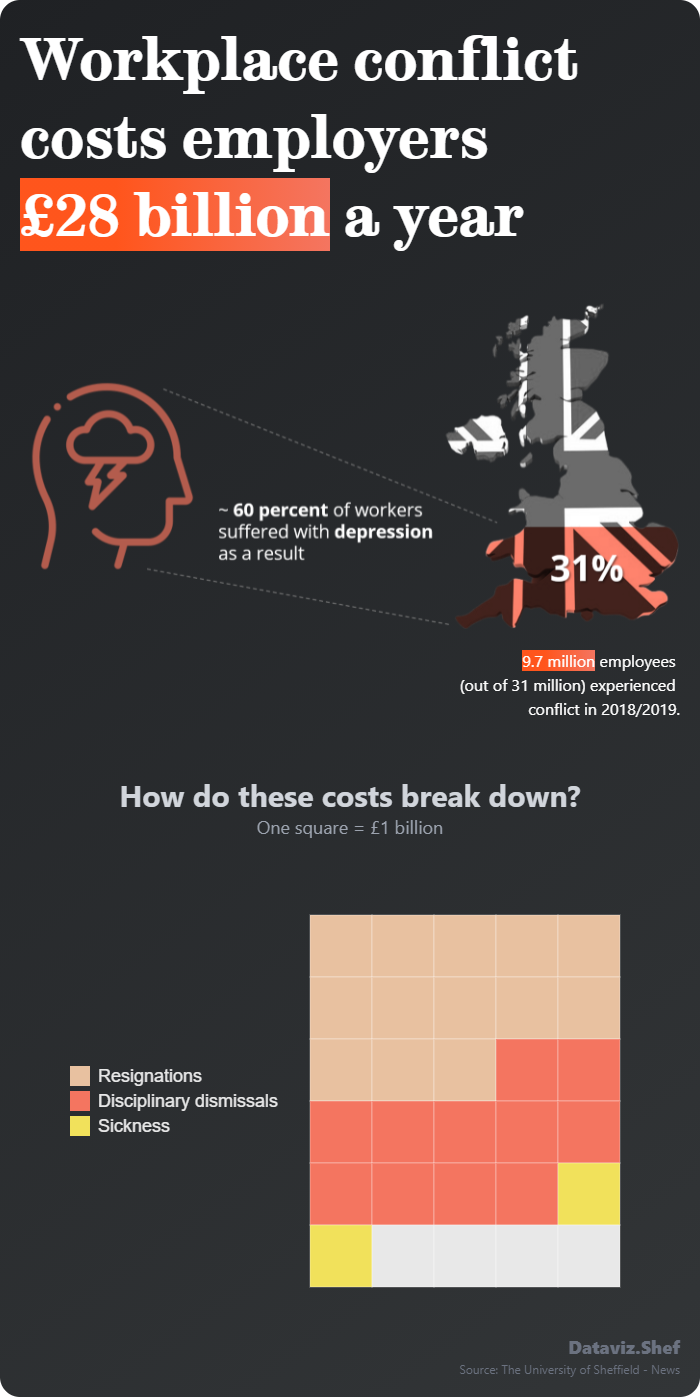 Workplace conflict
costs employers
£28 billion a year
~ 60 percent of workers
suffered with depression
as a result
31%
9.7 million employees
(out of 31 million) experienced
conflict in 2018/2019.
How do these costs break down?
One square = £1 billion
Resignations
Disciplinary dismissals
Sickness
Dataviz.Shef
Source: The University of Sheffield - News